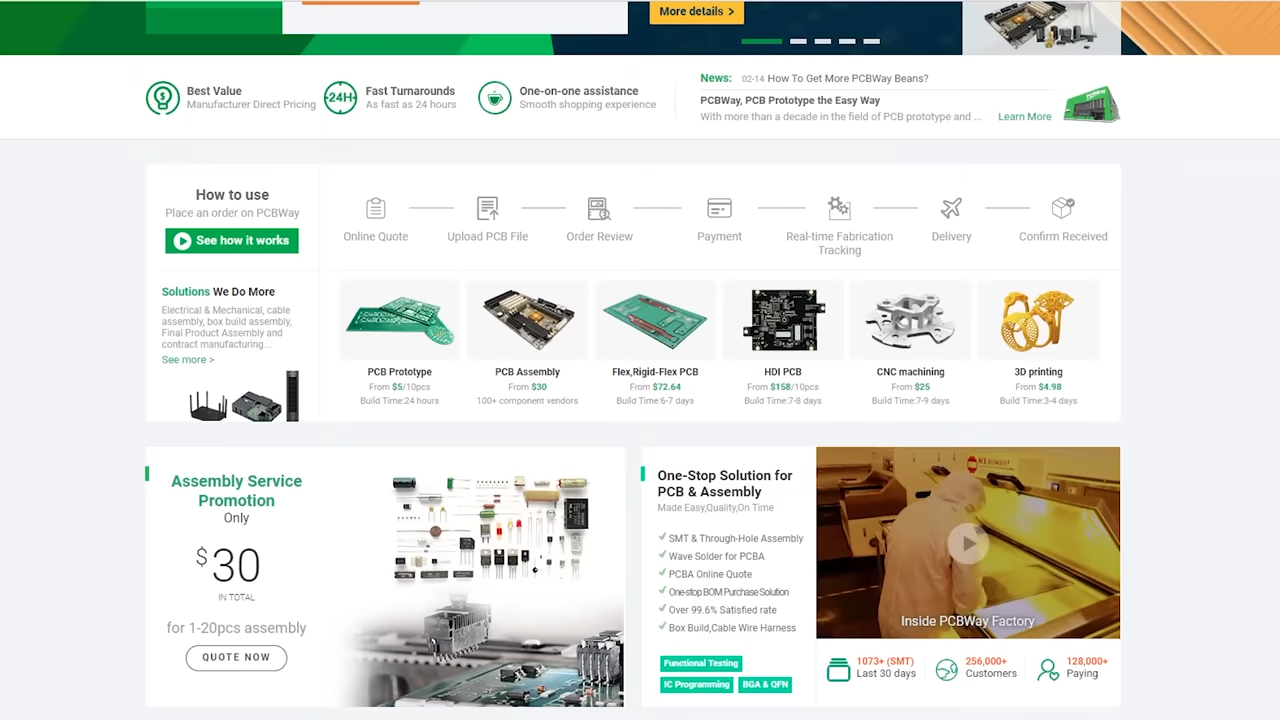 More details >
Best Value
Manufacturer Direct Pricing
24H
Fast Turnarounds
As fast as 24 hours
One-on-one assistance
Smooth shopping experience
News: 02-14 How To Get More PCBWay Beans?
PCBWay, PCB Prototype the Easy Way
With more than a decade in the field of PCB prototype and ... Learn More
How to use
Place an order on PCBWay
See how it works
Online Quote
Upload PCB File
Order Review
Payment
Real-time Fabrication
Tracking
Delivery
Confirm Received
Solutions We Do More
Electrical & Mechanical, cable
assembly, box build assembly,
Final Product Assembly and
contract manufacturing...
See more >
PCB Prototype
From $5/10pcs
Build Time:24 hours
PCB Assembly
From $30
100+ component vendors
Flex,Rigid-Flex PCB
From $72.64
Build Time:6-7 days
HDI PCB
From $158/10pcs
Build Time:7-8 days
CNC machining
From $25
Build Time:7-9 days
3D printing
From $4.98
Build Time:3-4 days
Assembly Service
Promotion
Only
$30
IN TOTAL
for 1-20pcs assembly
QUOTE NOW
One-Stop Solution for
PCB & Assembly
Made Easy,Quality,On Time
SMT & Through-Hole Assembly
Wave Solder for PCBA
PCBA Online Quote
One-stop BOM Purchase Solution
Over 99.6% Satisfied rate
Box Build,Cable Wire Harness
Functional Testing
IC Programming BGA & QFN
Inside PCBWay Factory
1073+ (SMT)
Last 30 days
256,000+
Customers
128,000+
Paying